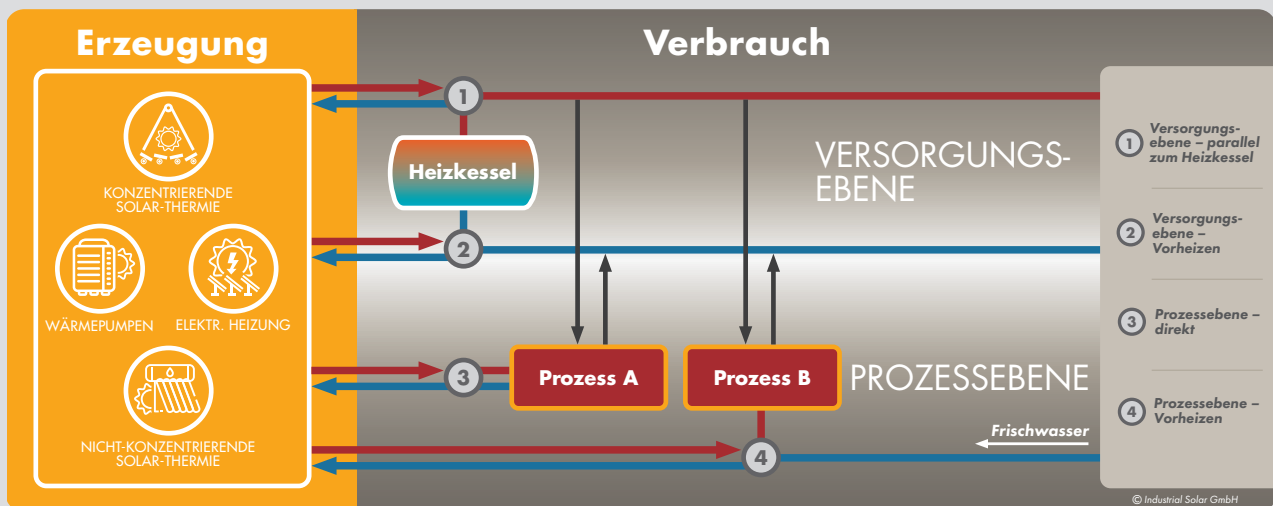 Erzeugung
Verbrauch
KONZENTRIERENDE
SOLAR-THERMIE
WÄRMEPUMPEN
ELEKTR. HEIZUNG
NICHT-KONZENTRIERENDE
SOLAR-THERMIE
1
Heizkessel
2
VERSORGUNGS-
EBENE
3
Prozess A
Prozess B
PROZESSEBENE
4
Frischwasser
1
Versorgungs-
ebene – parallel
zum Heizkessel
2
Versorgungs-
ebene –
Vorheizen
3
Prozessebene –
direkt
4
Prozessebene –
Vorheizen
© Industrial Solar GmbH